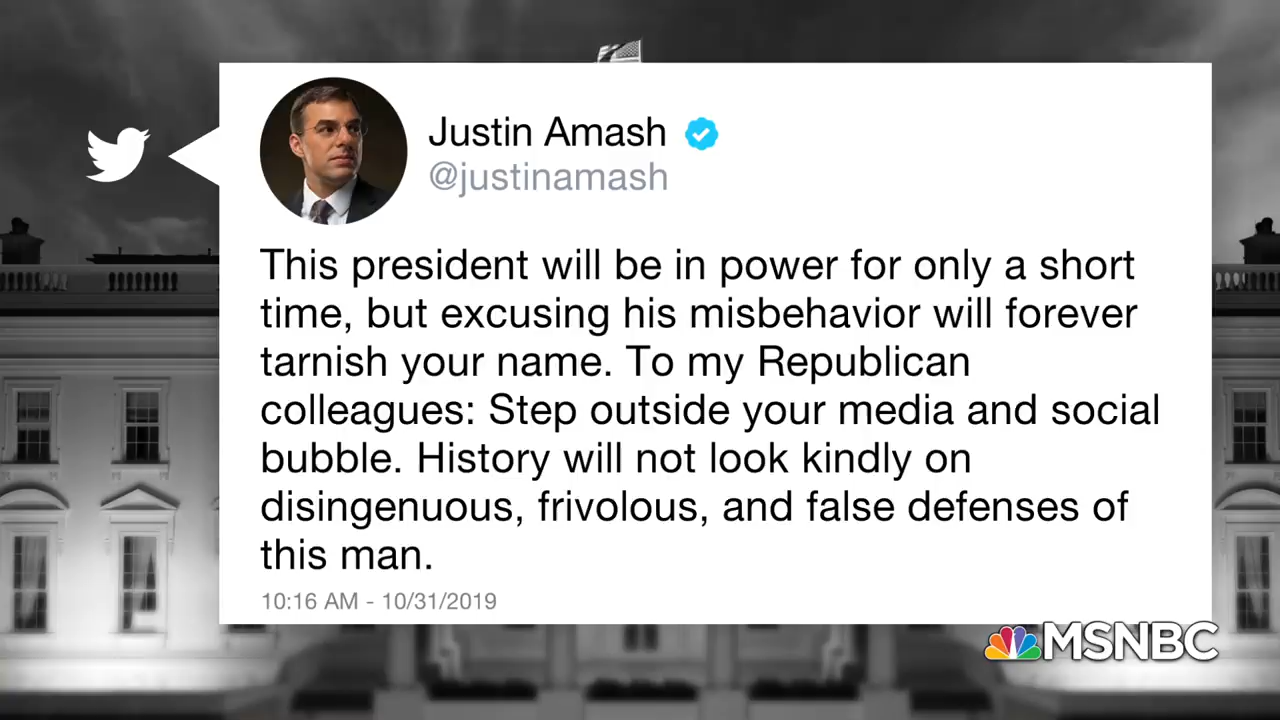 Justin Amash
@justinamash
This president will be in power for only a short
time, but excusing his misbehavior will forever
tarnish your name. To my Republican
colleagues: Step outside your media and social
bubble. History will not look kindly on
disingenuous, frivolous, and false defenses of
this man.
10:16 AM - 10/31/2019
MSNBC